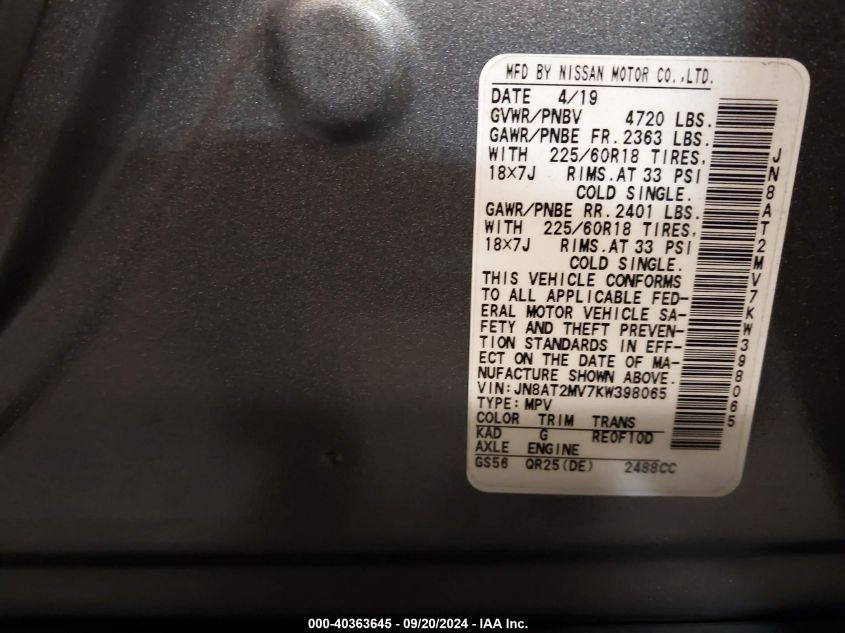 MFD BY NISSAN MOTOR CO.,LTD.
DATE 4/19
GVWR/PNBV 4720 LBS.
GAWR/PNBE FR. 2363 LBS.
WITH 225/60R18 TIRES,
18×7J RIMS.AT 33 PSI
COLD SINGLE.
GAWR/PNBE RR. 2401 LBS.
WITH 225/60R18 TIRES,
18×7J RIMS.AT 33 PSI
COLD SINGLE.
THIS VEHICLE CONFORMS
TO ALL APPLICABLE FED-
ERAL MOTOR VEHICLE SA-
FETY AND THEFT PREVEN-
TION STANDARDS IN EFF-
ECT ON THE DATE OF MA-
NUFACTURE SHOWN ABOVE.
VIN: JN8AT2MV7KW398065
TYPE: MPV
COLOR TRIM TRANS
KAD G RE0F10D
AXLE ENGINE
GS56 QR25(DE) 2488CC
JN8AT2MV7KW398065
000-40363645 - 09/20/2024 - IAA Inc.